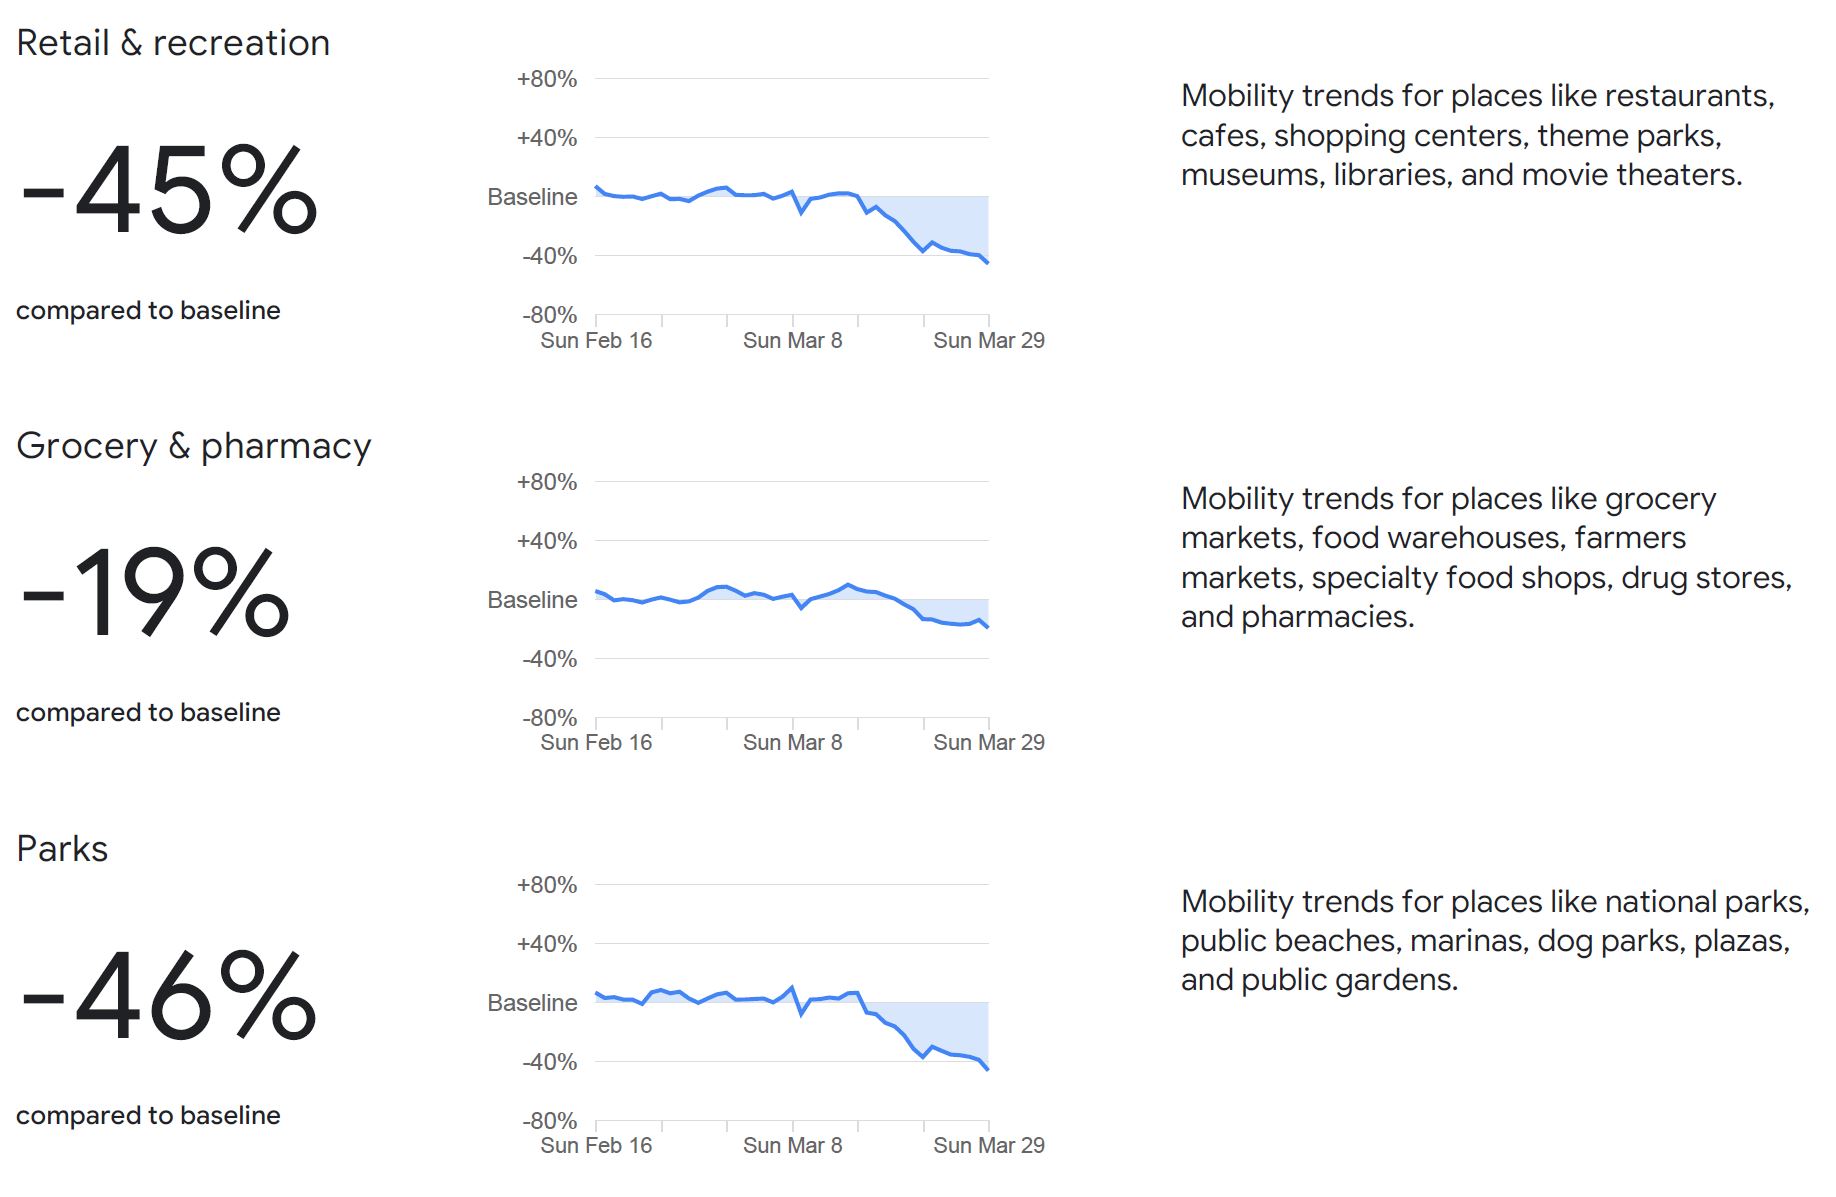 Retail & recreation
-45%
compared to baseline
+80%
+40%
Baseline
-40%
-80%
Sun Feb 16
Sun Mar 8
Sun Mar 29
Mobility trends for places like restaurants,
cafes, shopping centers, theme parks,
museums, libraries, and movie theaters.
Grocery & pharmacy
-19%
compared to baseline
+80%
+40%
Baseline
-40%
-80%
Sun Feb 16
Sun Mar 8
Sun Mar 29
Mobility trends for places like grocery
markets, food warehouses, farmers
markets, specialty food shops, drug stores,
and pharmacies.
Parks
-46%
compared to baseline
+80%
+40%
Baseline
-40%
-80%
Sun Feb 16
Sun Mar 8
Sun Mar 29
Mobility trends for places like national parks,
public beaches, marinas, dog parks, plazas,
and public gardens.